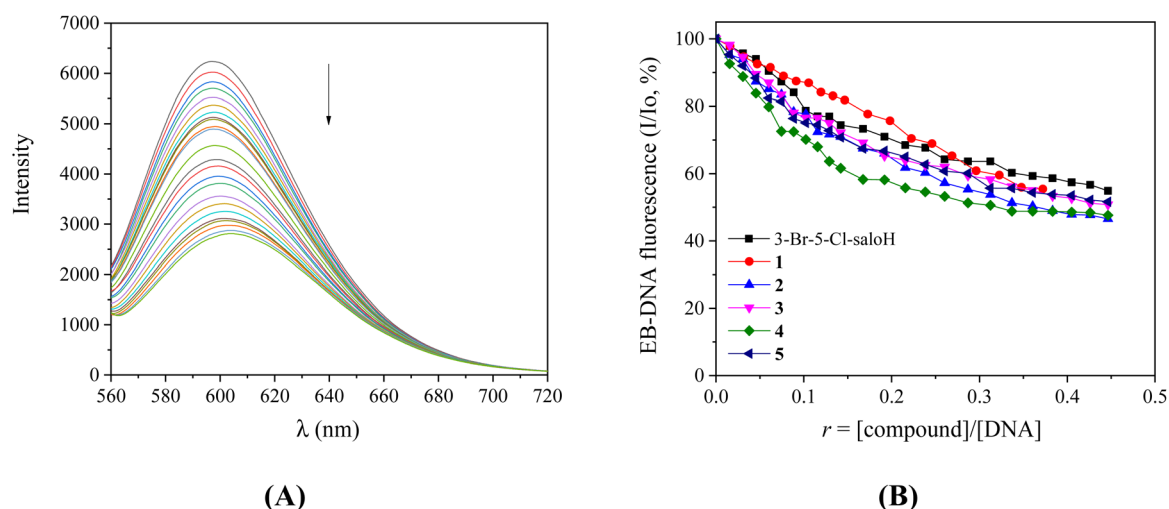 7000
6000
5000
4000
3000
2000
1000
0
Intensity
560 580 600 620 640 660 680 700 720
λ (nm)
(A)
100
80
60
40
20
0
EB-DNA fluorescence (I/Io, %)
3-Br-5-Cl-saloH
1
2
3
4
5
0.0 0.1 0.2 0.3 0.4 0.5
r = [compound]/[DNA]
(B)